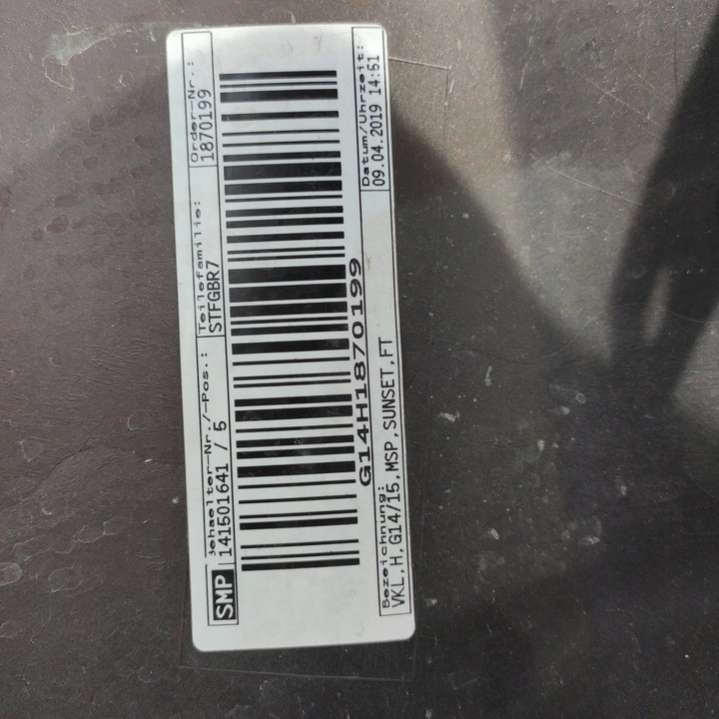 SMP
Behaelter-Nr./-Pos.:
141501641 / 5
Teilefamilie:
STFGBR7
Order-Nr.:
1870199
G14H1870199
Bezeichnung:
VKL,H,G14/15,MSP,SUNSET,FT
Datum/Uhrzeit:
09.04.2019 14:51